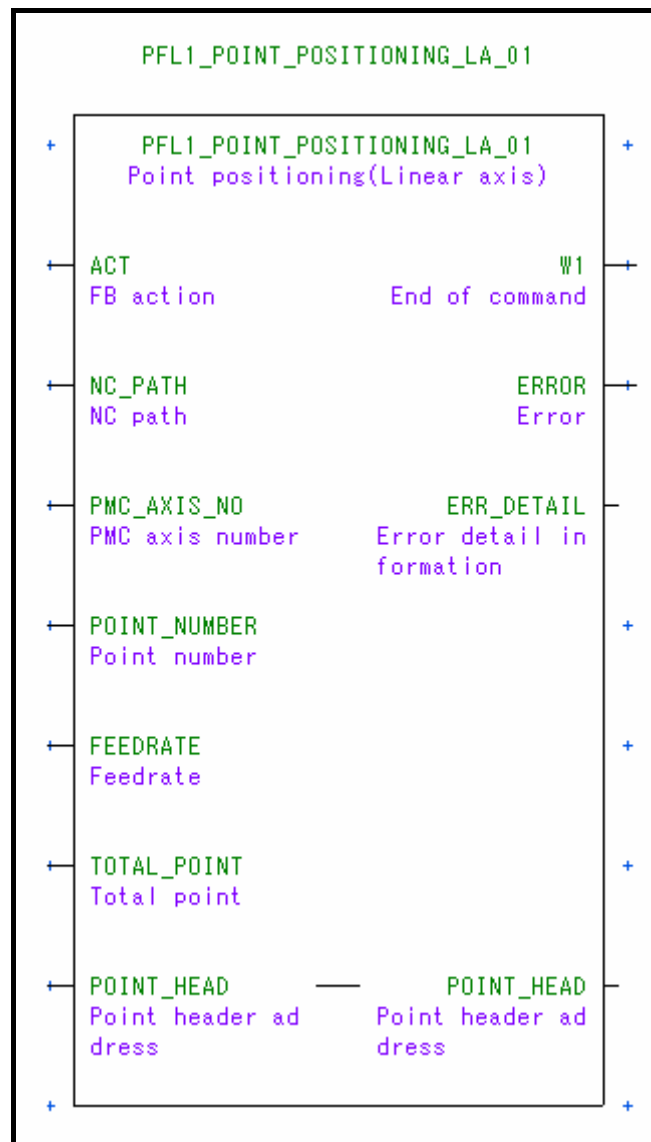 PFL1_POINT_POSITIONING_LA_01
PFL1_POINT_POSITIONING_LA_01
Point positioning(Linear axis)
ACT W1
FB action End of command
NC_PATH ERROR
NC path Error
PMC_AXIS_NO ERR_DETAIL
PMC axis number Error detail in
formation
POINT_NUMBER
Point number
FEEDRATE
Feedrate
TOTAL_POINT
Total point
POINT_HEAD POINT_HEAD
Point header ad Point header ad
dress dress